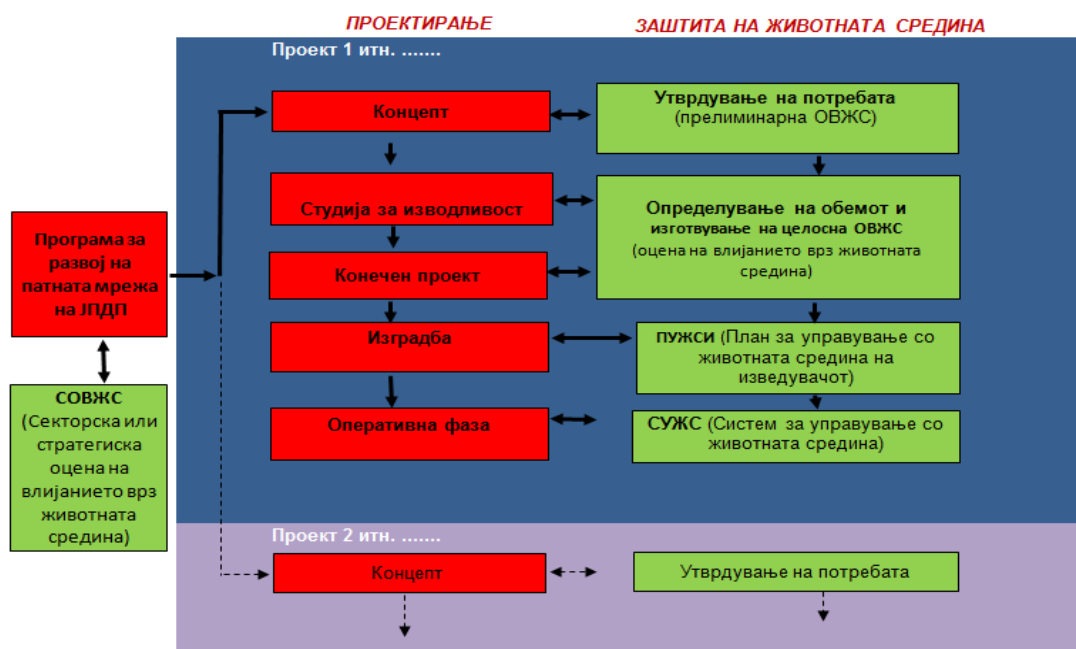 ПРОЕКТИРАЊЕ
ЗАШТИТА НА ЖИВОТНАТА СРЕДИНА
Проект 1 итн. .......
Концепт
Утврдување на потребата
(прелиминарна ОВЖС)
Студија за изводливост
Определување на обемот и
изготвување на целосна ОВЖС
(оцена на влијанието врз животната
средина)
Конечен проект
Програма за
развој на
патната мрежа
на ЈПДП
Изградба
ПУЖСИ (План за управување со
животната средина на
изведувачот)
СОВЖС
(Секторска или
стратегиска
оцена на
влијанието врз
животната
средина)
Оперативна фаза
СУЖС (Систем за управување со
животната средина)
Проект 2 итн. .......
Концепт
Утврдување на потребата